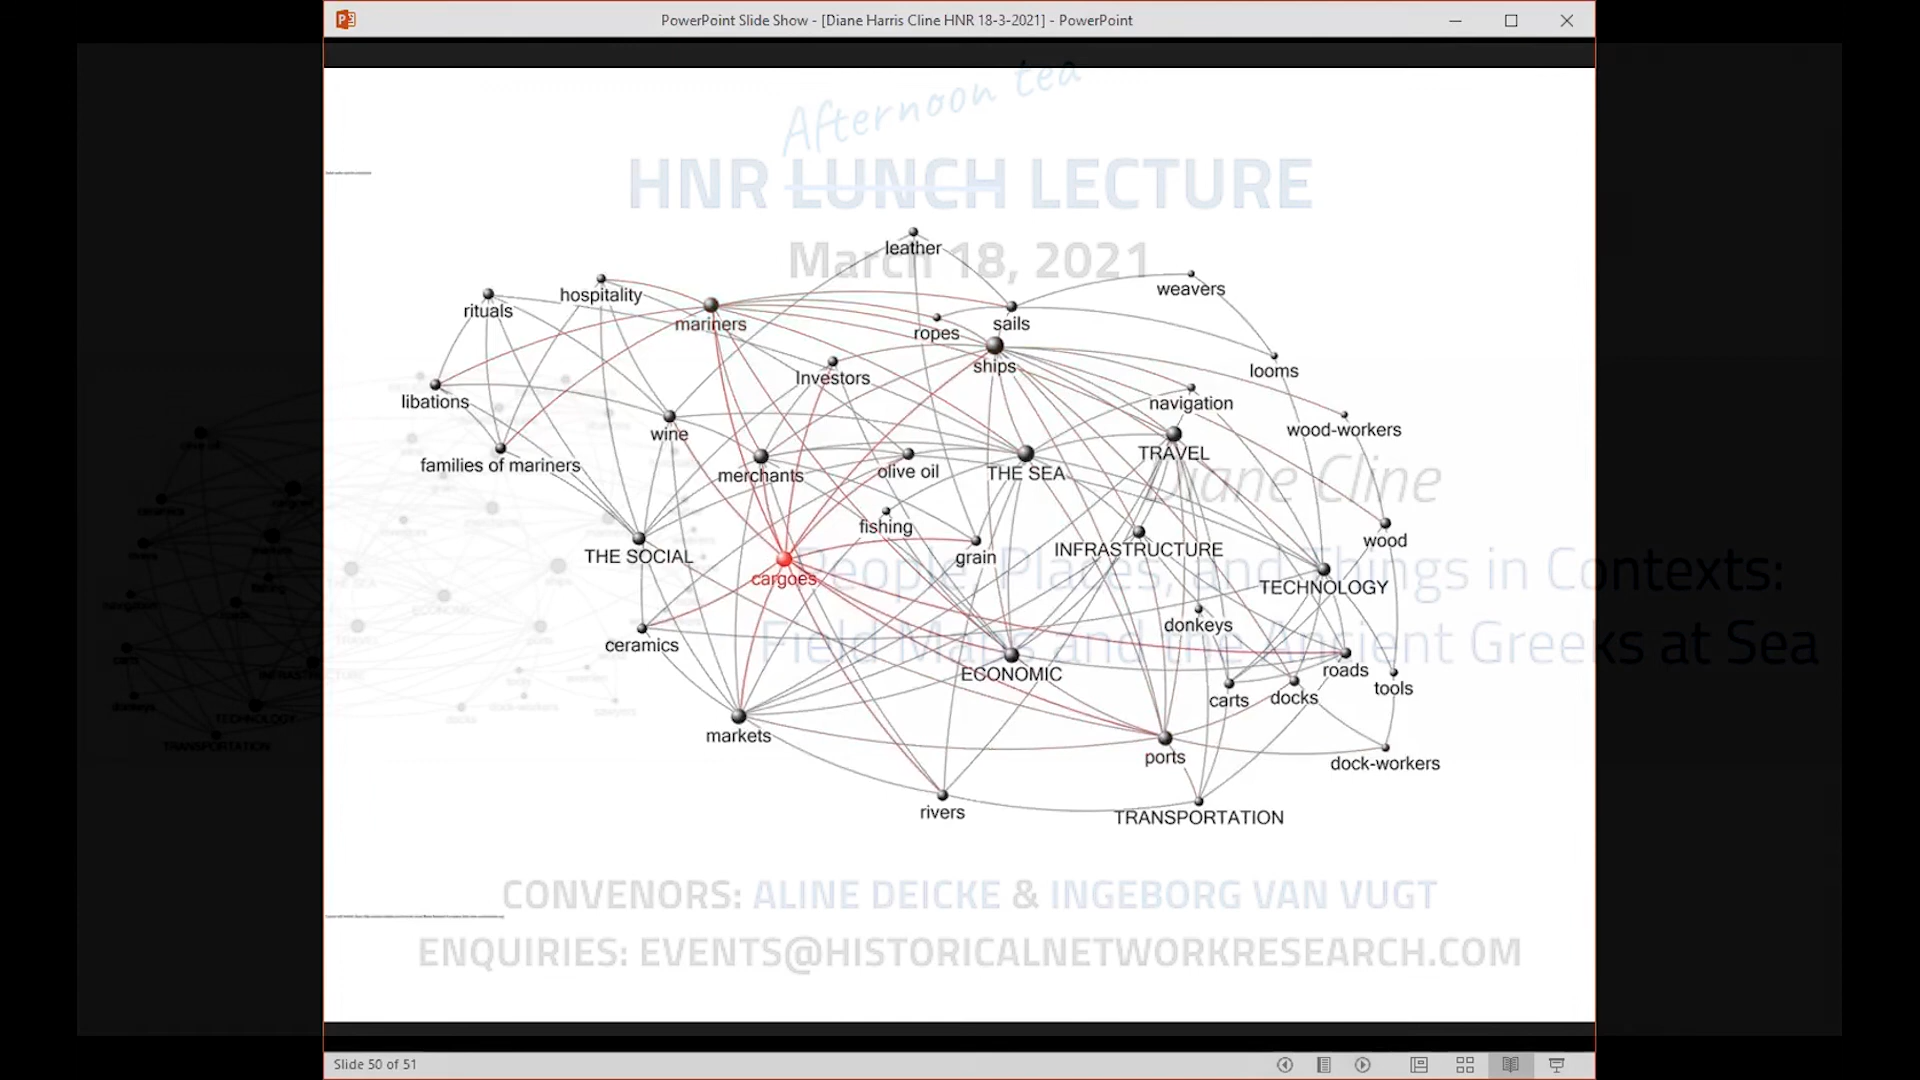 PowerPoint Slide Show - [Diane Harris Cline HNR 18-3-2021] - PowerPoint
Afternoon tea
HNR LUNCH LECTURE
March 18, 2021
leather
weavers
hospitality
rituals
mariners
ropes
sails
ships
Investors
looms
libations
navigation
wine
wood-workers
families of mariners
merchants
olive oil
THE SEA
TRAVEL
Diane Cline
fishing
wood
THE SOCIAL
grain
INFRASTRUCTURE
cargoes
TECHNOLOGY
People, Places, and Things in Contexts:
Field Maps and the Ancient Greeks at Sea
donkeys
ceramics
ECONOMIC
roads
tools
carts
docks
markets
ports
dock-workers
rivers
TRANSPORTATION
INFRASTRUCTURE
TECHNOLOGY
TRANSPORTATION
CONVENORS: ALINE DEICKE & INGEBORG VAN VUGT
ENQUIRIES: EVENTS@HISTORICALNETWORKRESEARCH.COM
Slide 50 of 51